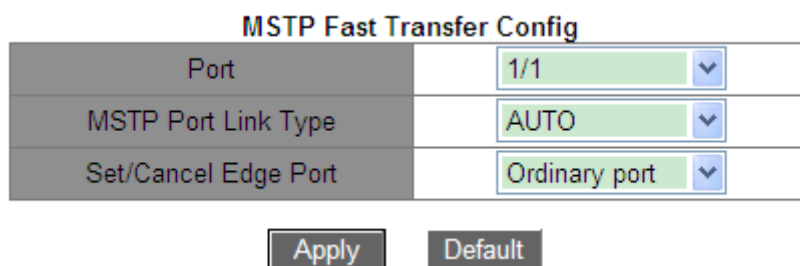 MSTP Fast Transfer Config
Port 1/1
MSTP Port Link Type AUTO
Set/Cancel Edge Port Ordinary port
Apply Default